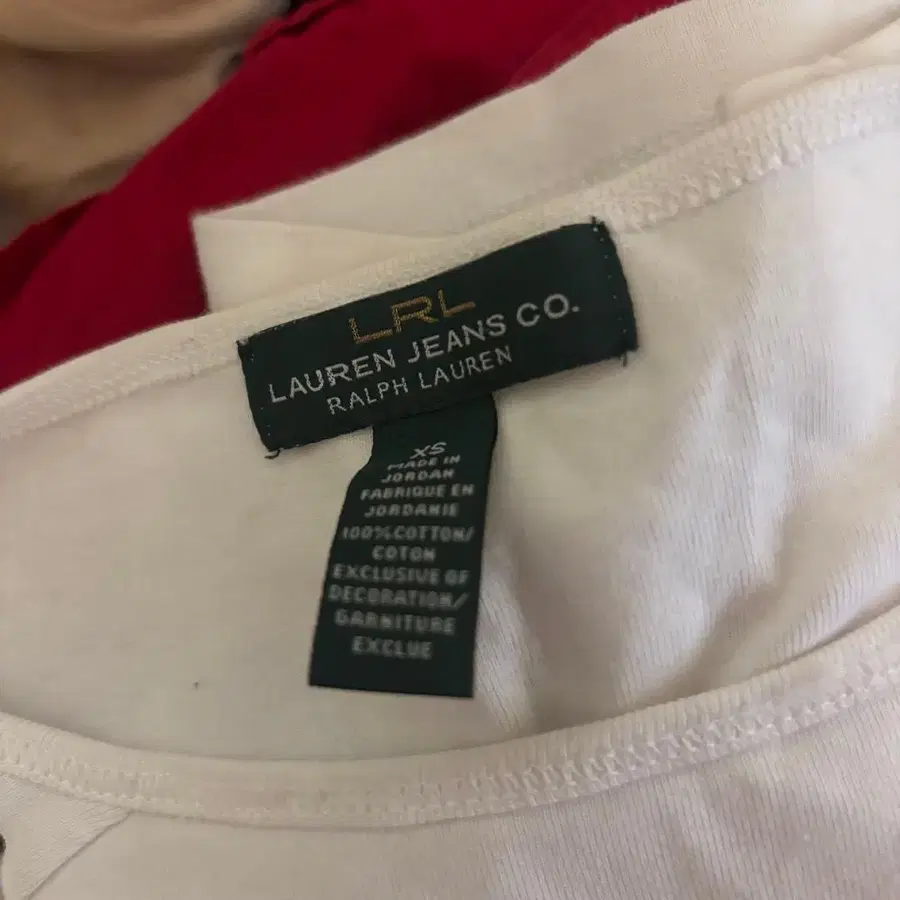 LRL
LAUREN JEANS CO.
RALPH LAUREN
XS
MADE IN
JORDAN
FABRIQUE EN
JORDANIE
100%COTTON/
COTON
EXCLUSIVE OF
DECORATION/
GARNITURE
EXCLUE